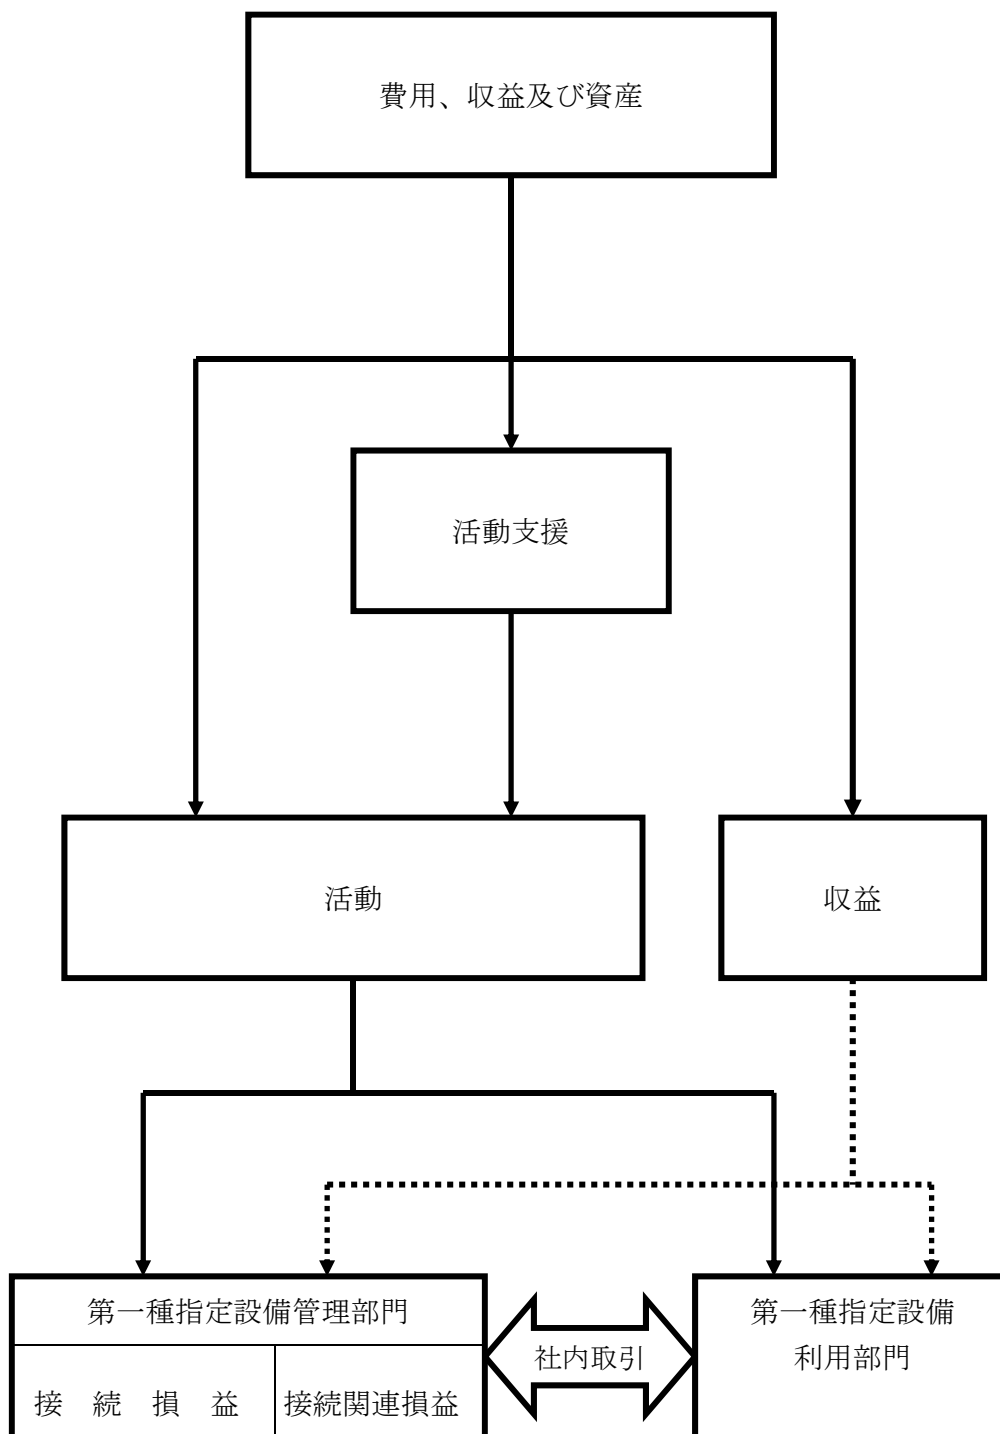 費用、収益及び資産
活動支援
活動
収益
第一種指定設備管理部門
接　続　損　益
接続関連損益
社内取引
第一種指定設備
利用部門